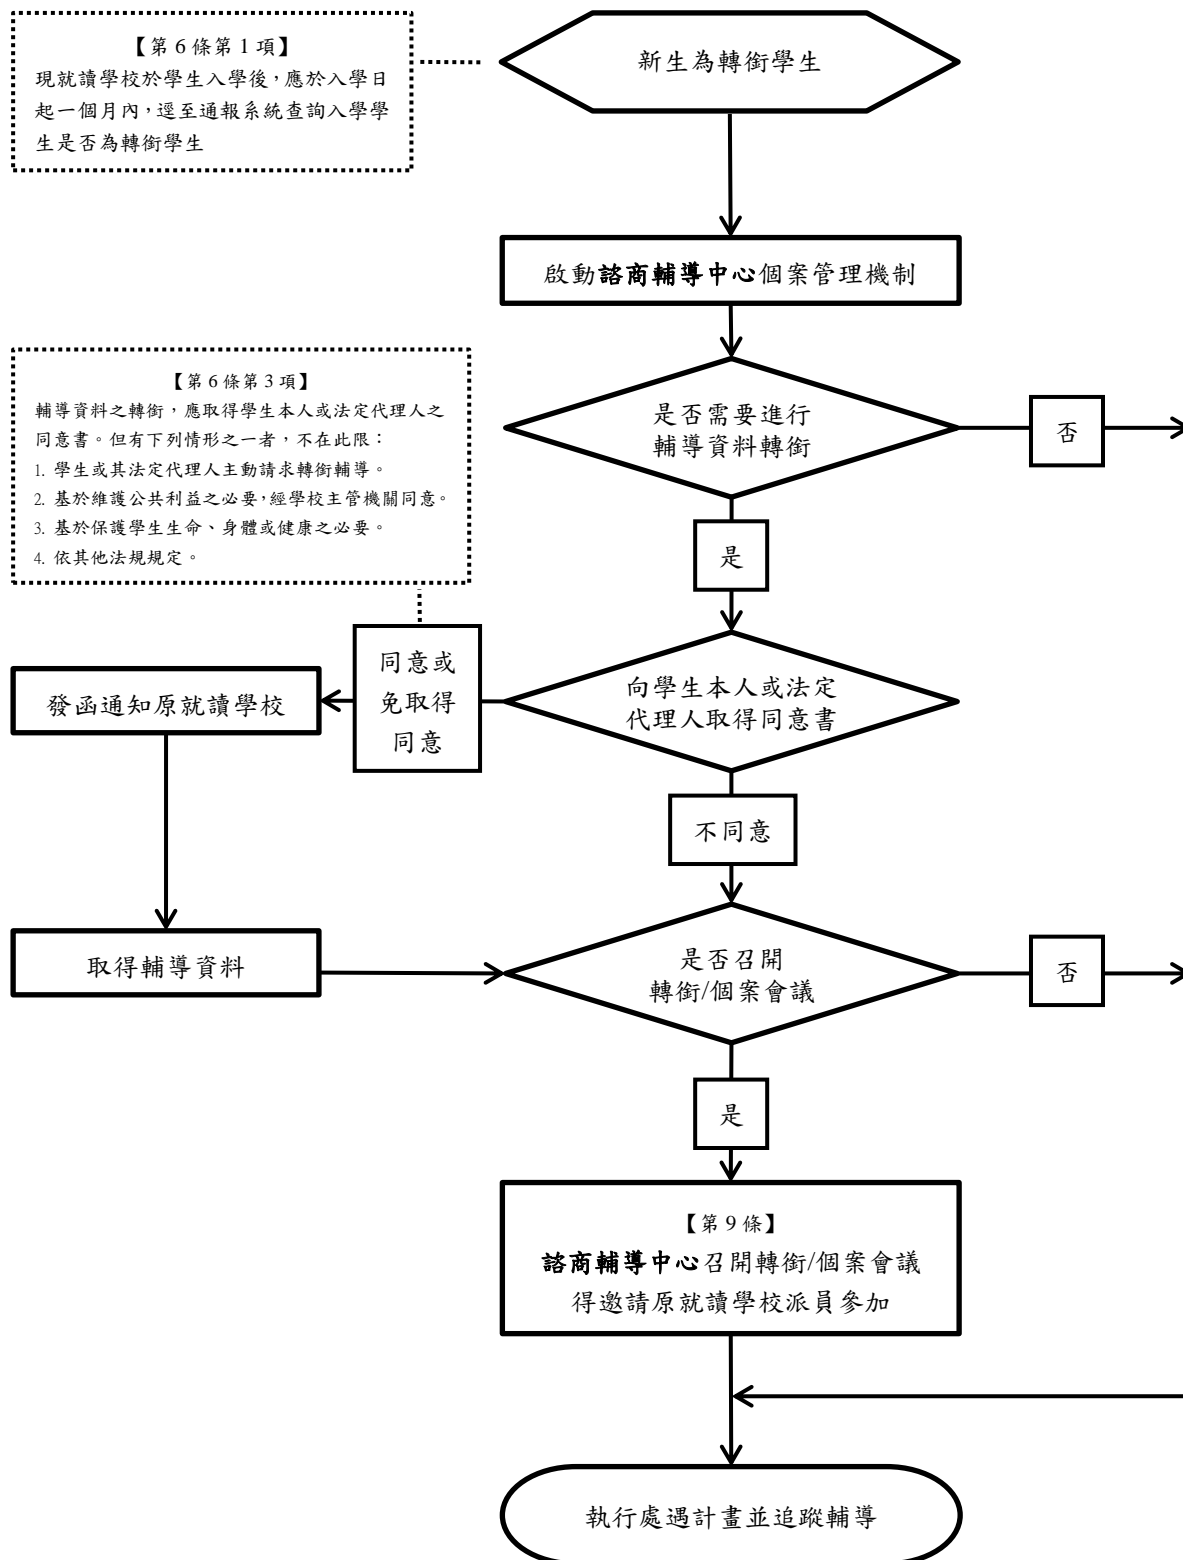 【第6條第1項】
現就讀學校於學生入學後，應於入學日
起一個月內，逕至通報系統查詢入學學
生是否為轉銜學生
新生為轉銜學生
啟動諮商輔導中心個案管理機制
【第6條第3項】
輔導資料之轉銜，應取得學生本人或法定代理人之
同意書。但有下列情形之一者，不在此限：
1. 學生或其法定代理人主動請求轉銜輔導。
2. 基於維護公共利益之必要，經學校主管機關同意。
3. 基於保護學生生命、身體或健康之必要。
4. 依其他法規規定。
是否需要進行
輔導資料轉銜
否
是
同意或
免取得
同意
向學生本人或法定
代理人取得同意書
發函通知原就讀學校
不同意
取得輔導資料
是否召開
轉銜/個案會議
否
是
【第9條】
諮商輔導中心召開轉銜/個案會議
得邀請原就讀學校派員參加
執行處遇計畫並追蹤輔導